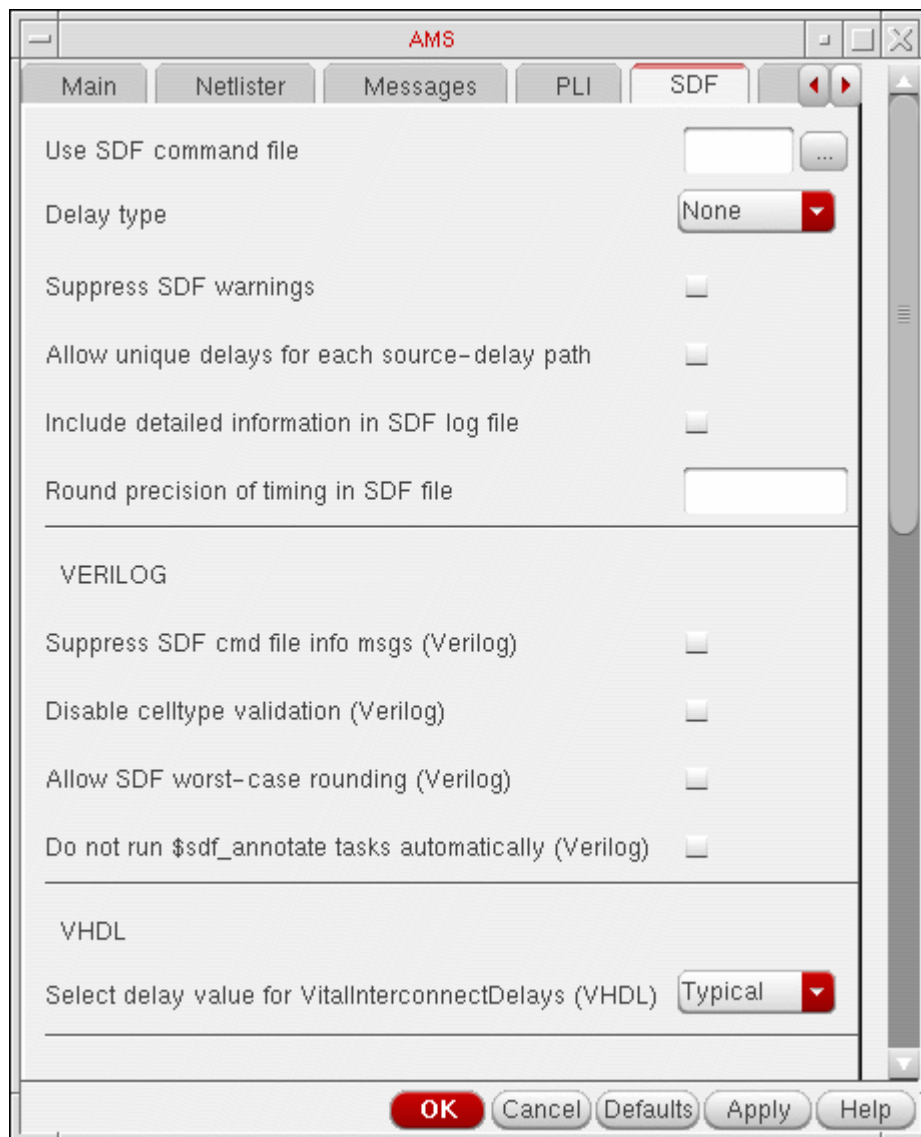 AMS
Main Netlister Messages PLI SDF
Use SDF command file ...
Delay type None
Suppress SDF warnings
Allow unique delays for each source-delay path
Include detailed information in SDF log file
Round precision of timing in SDF file
VERILOG
Suppress SDF cmd file info msgs (Verilog)
Disable celltype validation (Verilog)
Allow SDF worst-case rounding (Verilog)
Do not run $sdf_annotate tasks automatically (Verilog)
VHDL
Select delay value for VitalInterconnectDelays (VHDL) Typical
OK Cancel Defaults Apply Help